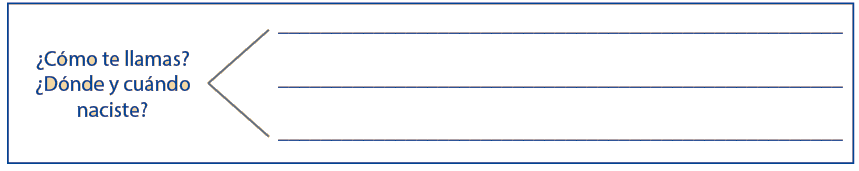 ¿Cómo te llamas?
¿Dónde y cuándo
naciste?